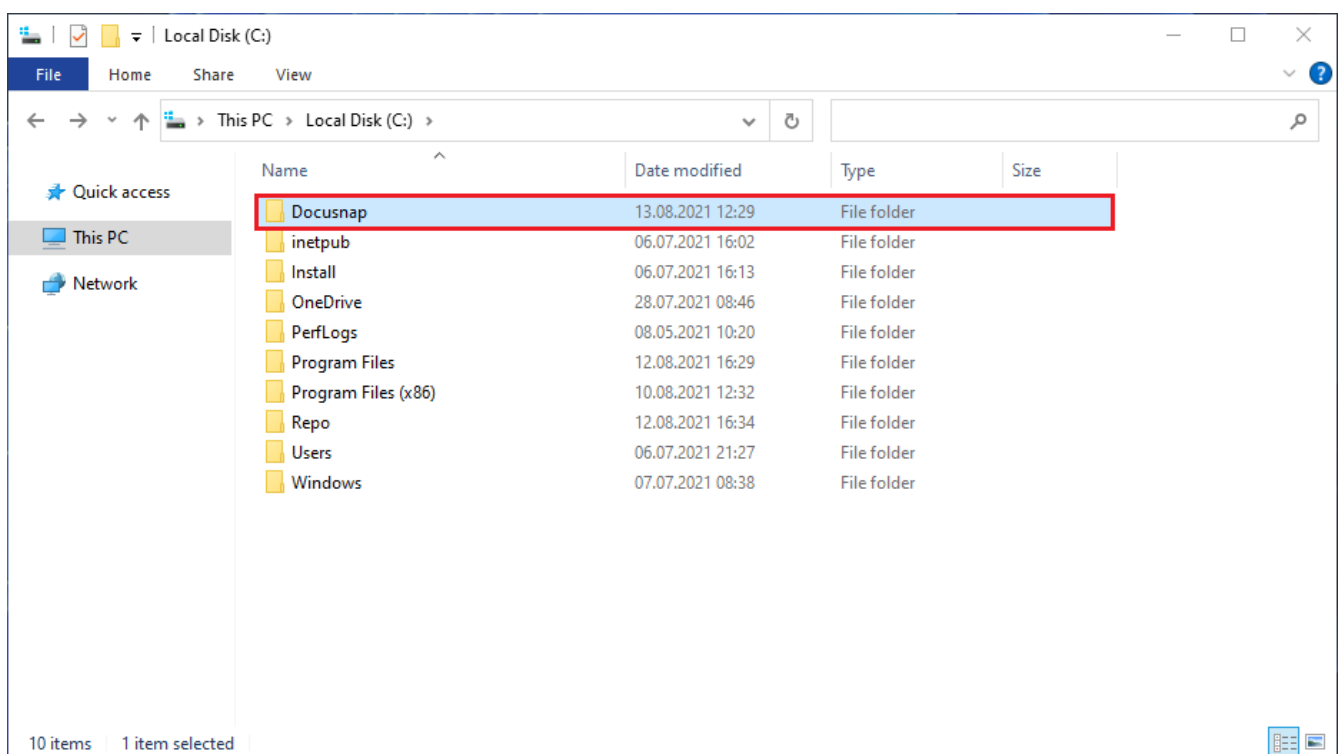 Local Disk (C:)
File Home Share View
This PC > Local Disk (C:) >
Name Date modified Type Size
Quick access
This PC
Network
Docusnap 13.08.2021 12:29 File folder
inetpub 06.07.2021 16:02 File folder
Install 06.07.2021 16:13 File folder
OneDrive 28.07.2021 08:46 File folder
PerfLogs 08.05.2021 10:20 File folder
Program Files 12.08.2021 16:29 File folder
Program Files (x86) 10.08.2021 12:32 File folder
Repo 12.08.2021 16:34 File folder
Users 06.07.2021 21:27 File folder
Windows 07.07.2021 08:38 File folder
10 items 1 item selected